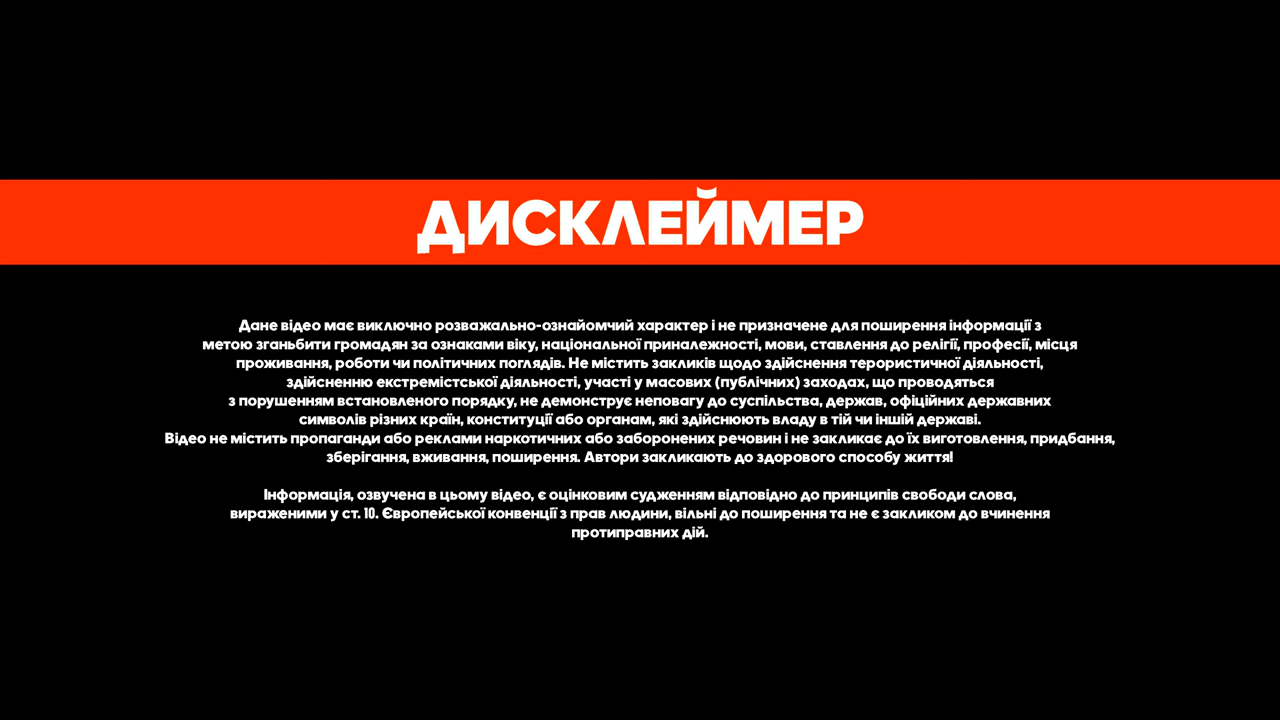 ДИСКЛЕЙМЕР
Дане відео має виключно розважально-ознайомчий характер і не призначене для поширення інформації з
метою зганьбити громадян за ознаками віку, національної приналежності, мови, ставлення до релігії, професії, місця
проживання, роботи чи політичних поглядів. Не містить закликів щодо здійснення терористичної діяльності,
здійсненню екстремістської діяльності, участі у масових (публічних) заходах, що проводяться
з порушенням встановленого порядку, не демонструє неповагу до суспільства, держав, офіційних державних
символів різних країн, конституції або органам, які здійснюють владу в тій чи іншій державі.
Відео не містить пропаганди або реклами наркотичних або заборонених речовин і не закликає до їх виготовлення, придбання,
зберігання, вживання, поширення. Автори закликають до здорового способу життя!
Інформація, озвучена в цьому відео, є оцінковим судженням відповідно до принципів свободи слова,
вираженими у ст. 10. Європейської конвенції з прав людини, вільні до поширення та не є закликом до вчинення
протиправних дій.